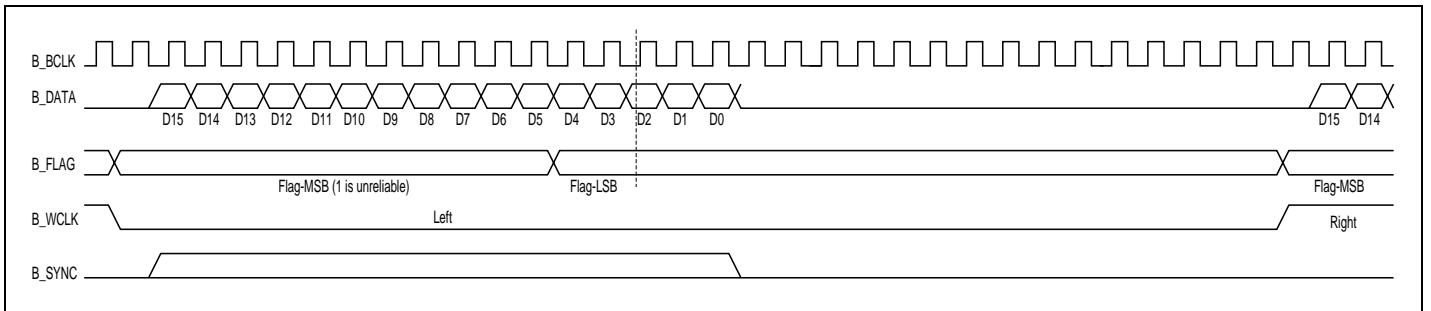 B_BCLK
B_DATA
D15 D14 D13 D12 D11 D10 D9 D8 D7 D6 D5 D4 D3 D2 D1 D0 D15 D14
B_FLAG
Flag-MSB (1 is unreliable) Flag-LSB Flag-MSB
B_WCLK Left Right
B_SYNC